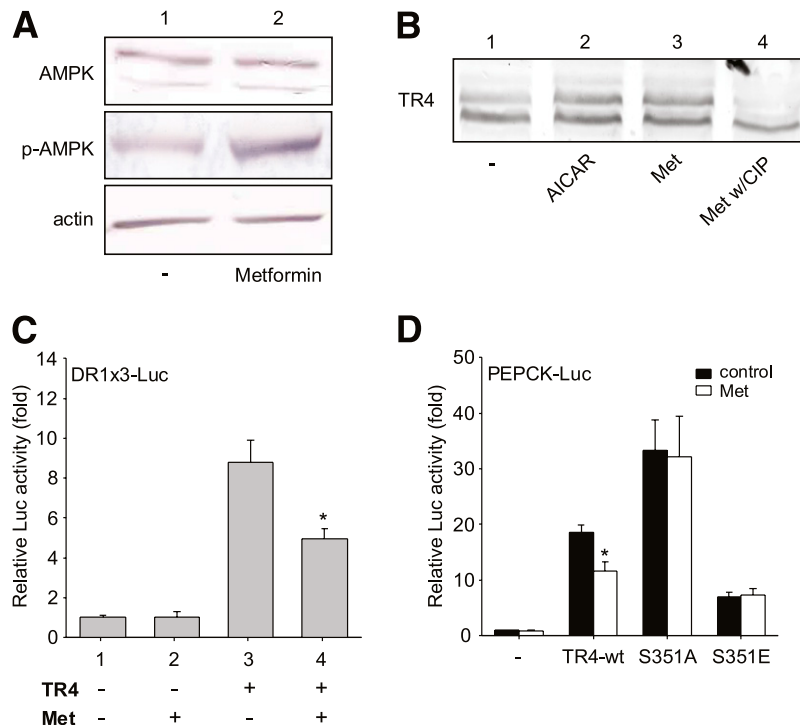 A
1 2
AMPK
p-AMPK
actin
- Metformin
B
1 2 3 4
TR4
- AICAR Met Met w/CIP
C
DR1x3-Luc
Relative Luc activity (fold)
14
12
10
8
6
4
2
0
*
1 2 3 4
TR4 - - + +
Met - + - +
D
PEPCK-Luc
control
Met
Relative Luc activity (fold)
50
40
30
20
10
0
*
- TR4-wt S351A S351E